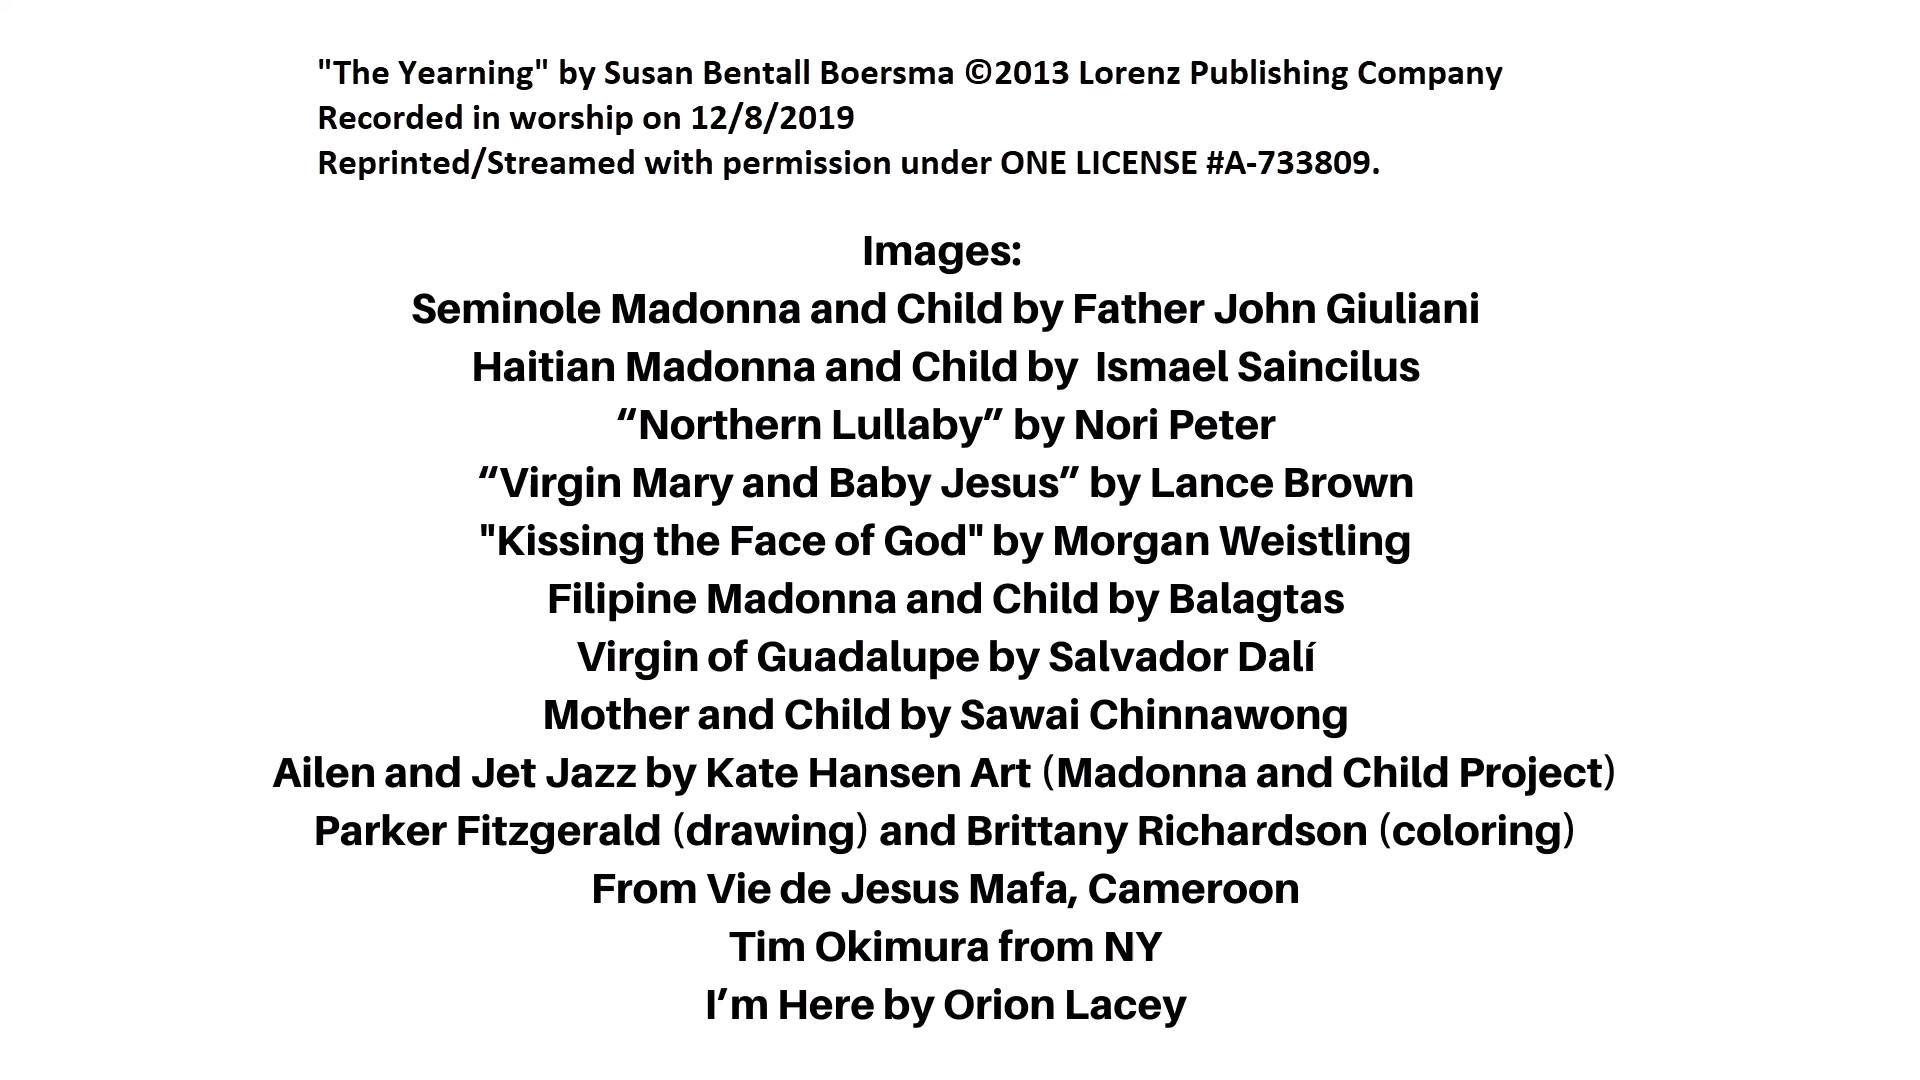 "The Yearning" by Susan Bentall Boersma ©2013 Lorenz Publishing Company
Recorded in worship on 12/8/2019
Reprinted/Streamed with permission under ONE LICENSE #A-733809.
Images:
Seminole Madonna and Child by Father John Giuliani
Haitian Madonna and Child by  Ismael Saincilus
“Northern Lullaby” by Nori Peter
“Virgin Mary and Baby Jesus” by Lance Brown
"Kissing the Face of God" by Morgan Weistling
Filipine Madonna and Child by Balagtas
Virgin of Guadalupe by Salvador Dalí
Mother and Child by Sawai Chinnawong
Ailen and Jet Jazz by Kate Hansen Art (Madonna and Child Project)
Parker Fitzgerald (drawing) and Brittany Richardson (coloring)
From Vie de Jesus Mafa, Cameroon
Tim Okimura from NY
I’m Here by Orion Lacey